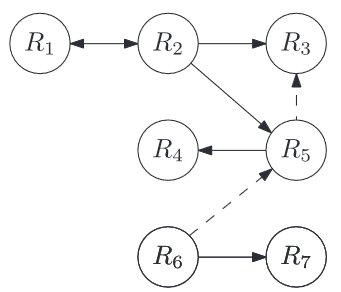 R₁ R₂ R₃
R₄ R₅
R₆ R₇